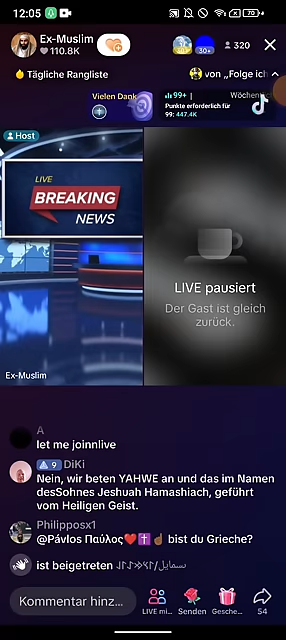 12:05
70
Ex-Muslim
110.8K
30+
320
Tägliche Rangliste
von „Folge ich
Vielen Dank
99+ | Wöchen
Punkte erforderlich für
99: 447.4K
Host
LIVE
BREAKING
NEWS
LIVE pausiert
Der Gast ist gleich
zurück.
Ex-Muslim
A
let me joinnlive
9 DiKi
Nein, wir beten YAHWE an und das im Namen
desSohnes Jeshuah Hamashiach, geführt
vom Heiligen Geist.
Philipposx1
@Pávlos Παύλος❤️✝️☝🏾 bist du Grieche?
ist beigetreten
Kommentar hinz...
LIVE mi...
Senden
Gesche...
54